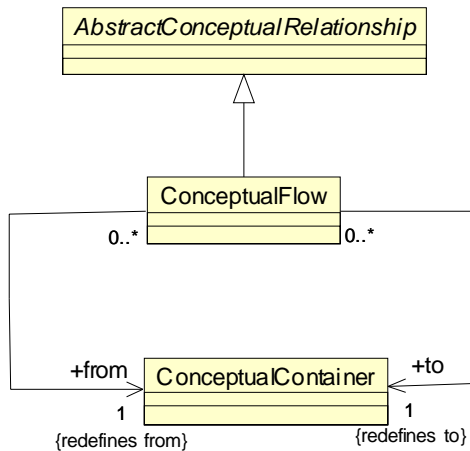 AbstractConceptualRelationship
ConceptualFlow
0..*
0..*
+from
ConceptualContainer
+to
1
1
{redefines from}
{redefines to}